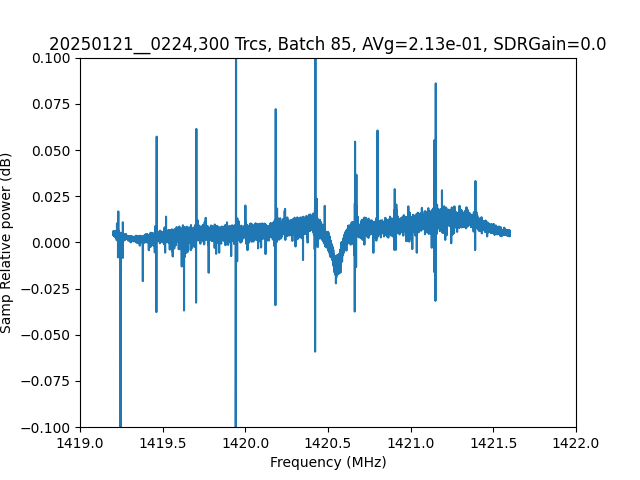 20250121__0224,300 Trcs, Batch 85, AVg=2.13e-01, SDRGain=0.0
0.100
0.075
0.050
0.025
0.000
−0.025
−0.050
−0.075
−0.100
Samp Relative power (dB)
1419.0 1419.5 1420.0 1420.5 1421.0 1421.5 1422.0
Frequency (MHz)